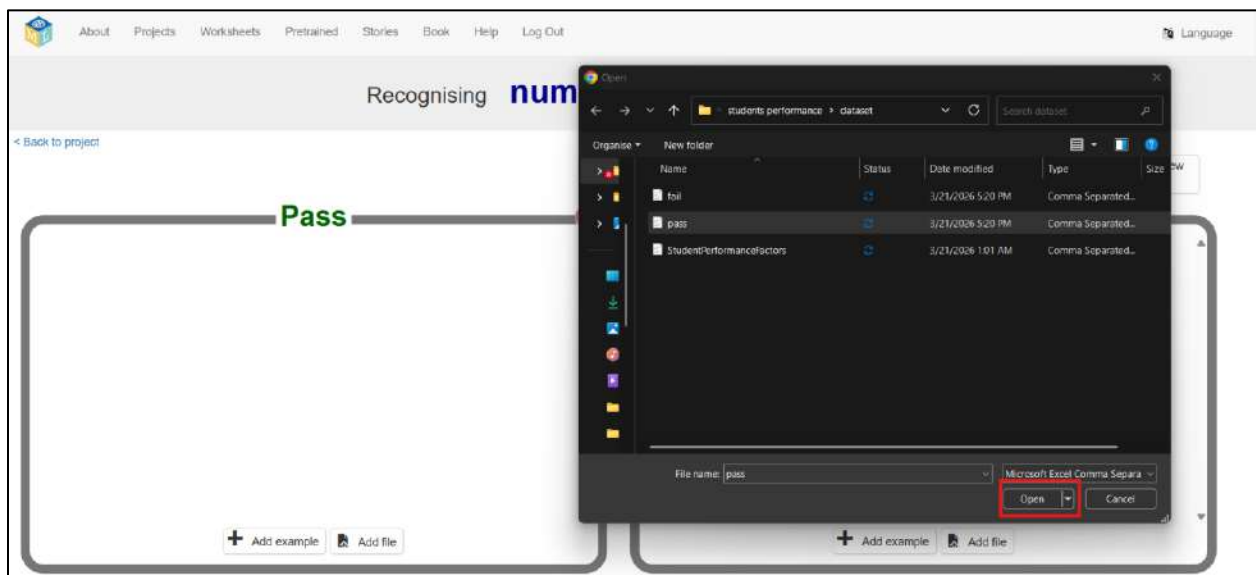 About Projects Worksheets Pretrained Stories Book Help Log Out Language
Open
Recognising num
students performance > dataset Search dataset
< Back to project
Organise New folder
Name Status Date modified Type Size
fail 3/21/2026 5:20 PM Comma Separated...
Pass
pass 3/21/2026 5:20 PM Comma Separated...
StudentPerformanceFactors 3/21/2026 1:01 AM Comma Separated...
File name: pass Microsoft Excel Comma Separa
Open Cancel
+ Add example Add file + Add example Add file